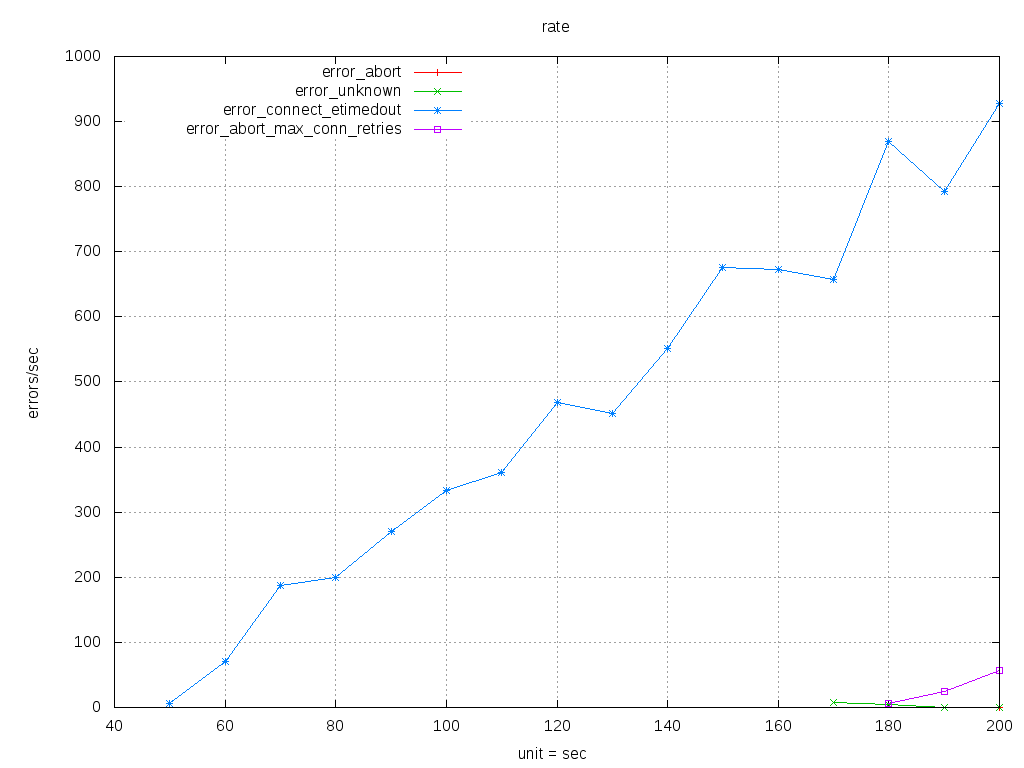 rate
1000
900
800
700
600
500
400
300
200
100
0
errors/sec
error_abort
error_unknown
error_connect_etimedout
error_abort_max_conn_retries
40 60 80 100 120 140 160 180 200
unit = sec